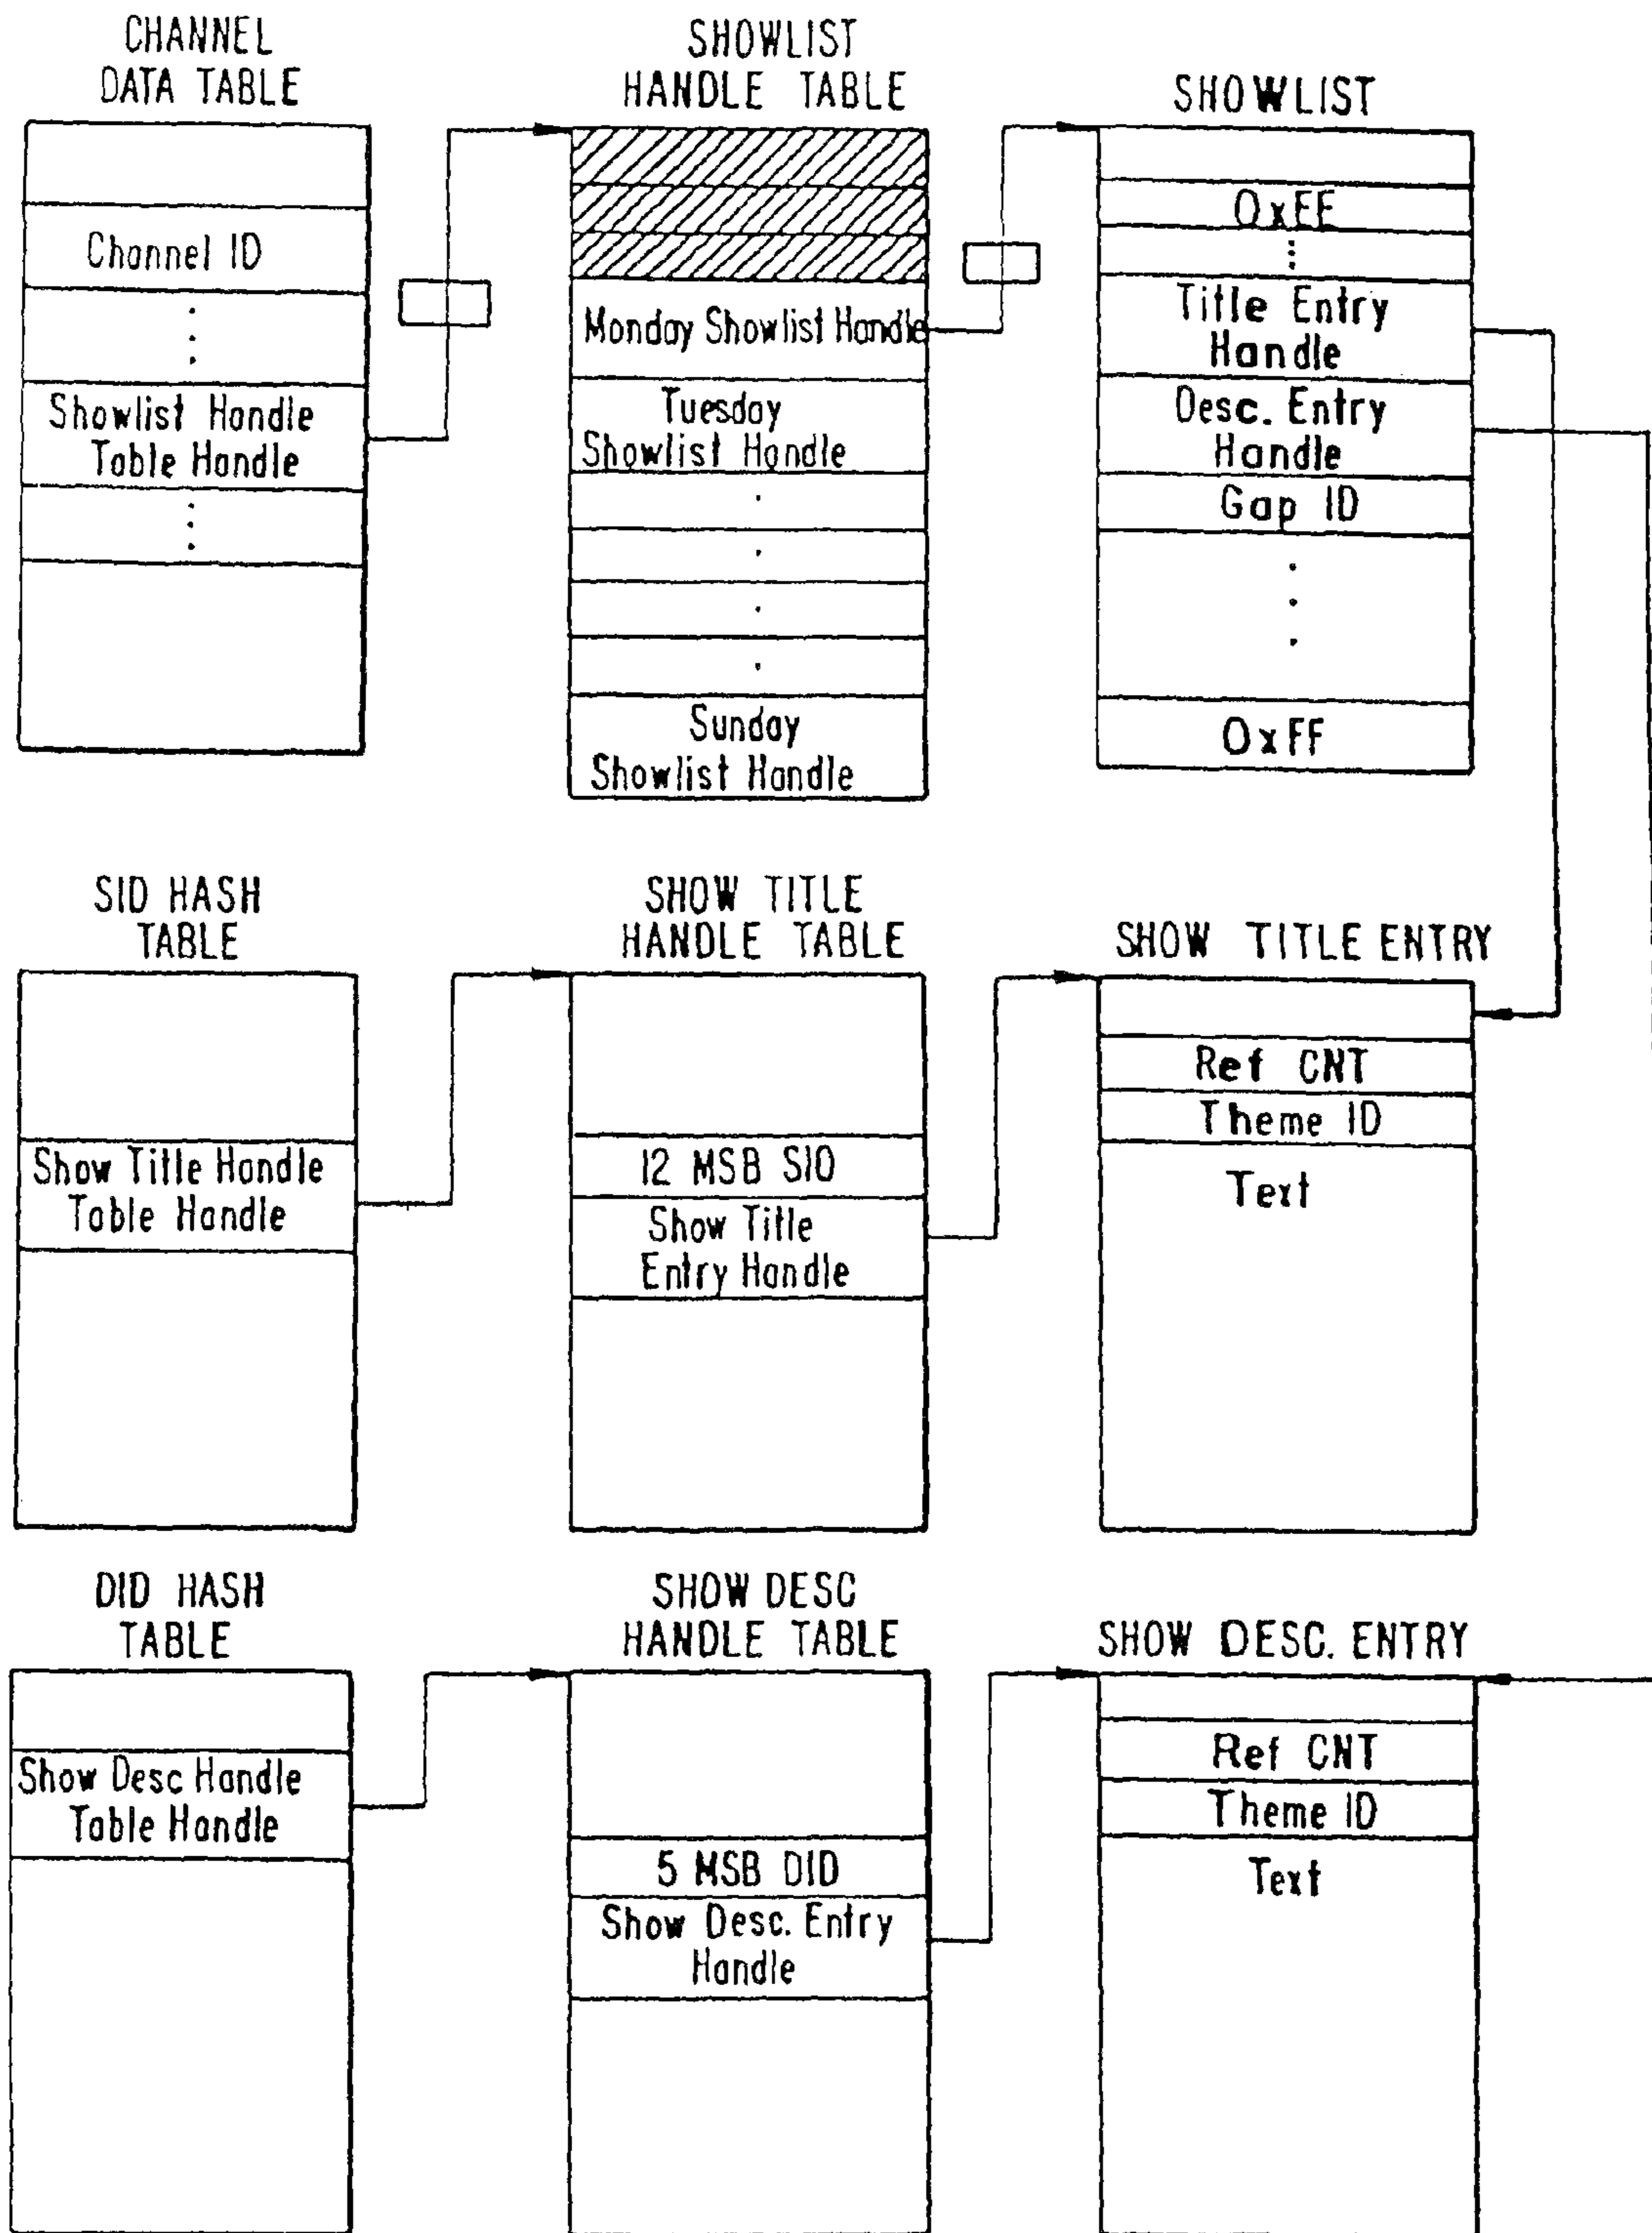 CHANNEL
DATA TABLE
Channel ID
Showlist Handle
Table Handle
SHOWLIST
HANDLE TABLE
Monday Showlist Handle
Tuesday
Showlist Handle
Sunday
Showlist Handle
SHOWLIST
0xFF
Title Entry
Handle
Desc. Entry
Handle
Gap ID
0xFF
SID HASH
TABLE
Show Title Handle
Table Handle
SHOW TITLE
HANDLE TABLE
12 MSB SID
Show Title
Entry Handle
SHOW TITLE ENTRY
Ref CNT
Theme ID
Text
DID HASH
TABLE
Show Desc Handle
Table Handle
SHOW DESC
HANDLE TABLE
5 MSB DID
Show Desc. Entry
Handle
SHOW DESC. ENTRY
Ref CNT
Theme ID
Text